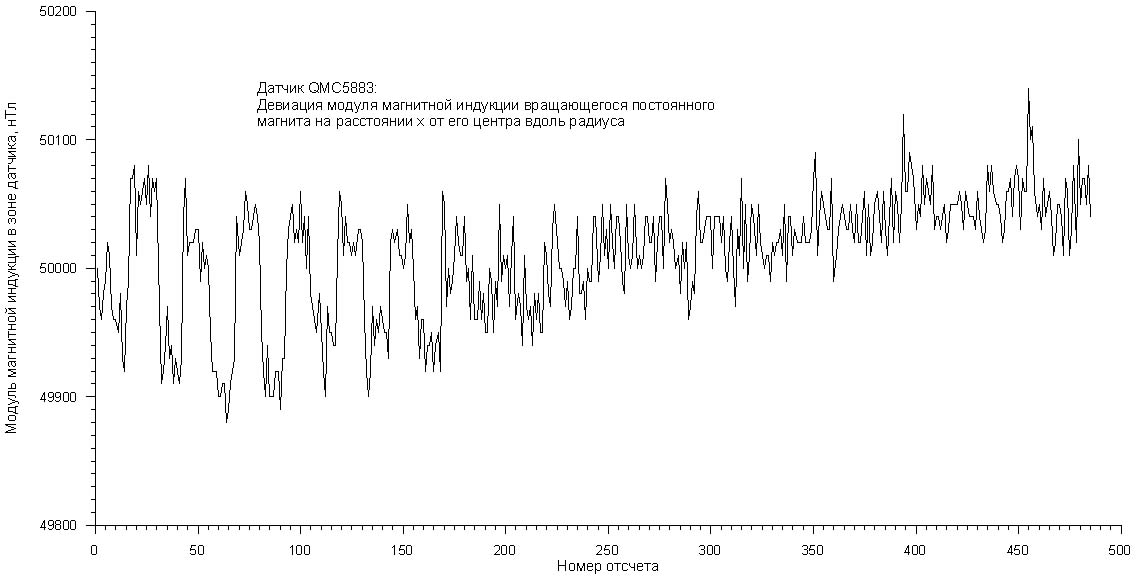 50200
50100
50000
49900
49800
Модуль магнитной индукции в зоне датчика, нТл
Датчик QMC5883:
Девиация модуля магнитной индукции вращающегося постоянного
магнита на расстоянии x от его центра вдоль радиуса
0 50 100 150 200 250 300 350 400 450 500
Номер отсчета